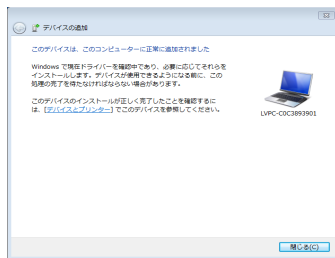 デバイスの追加
このデバイスは、このコンピューターに正常に追加されました
Windows で現在ドライバーを確認中であり、必要に応じてそれらを
インストールします。デバイスが使用できるようになる前に、この
処理の完了を待たなければならない場合があります。
このデバイスのインストールが正しく完了したことを確認するに
は、[デバイスとプリンター] でこのデバイスを参照してください。
LVPC-C0C3893901
閉じる(C)